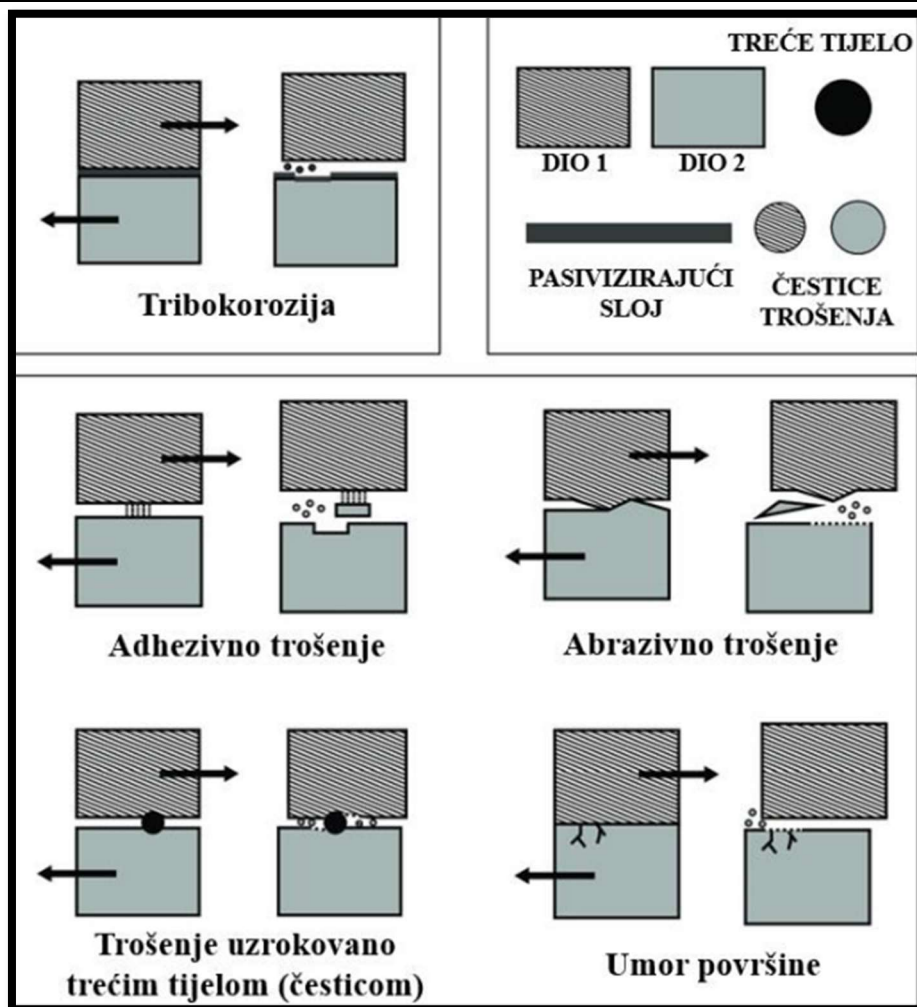 TREĆE TIJELO
DIO 1
DIO 2
PASIVIZIRAJUĆI
SLOJ
ČESTICE
TROŠENJA
Tribokorozija
Adhezivno trošenje
Abrazivno trošenje
Trošenje uzrokovano
trećim tijelom (česticom)
Umor površine